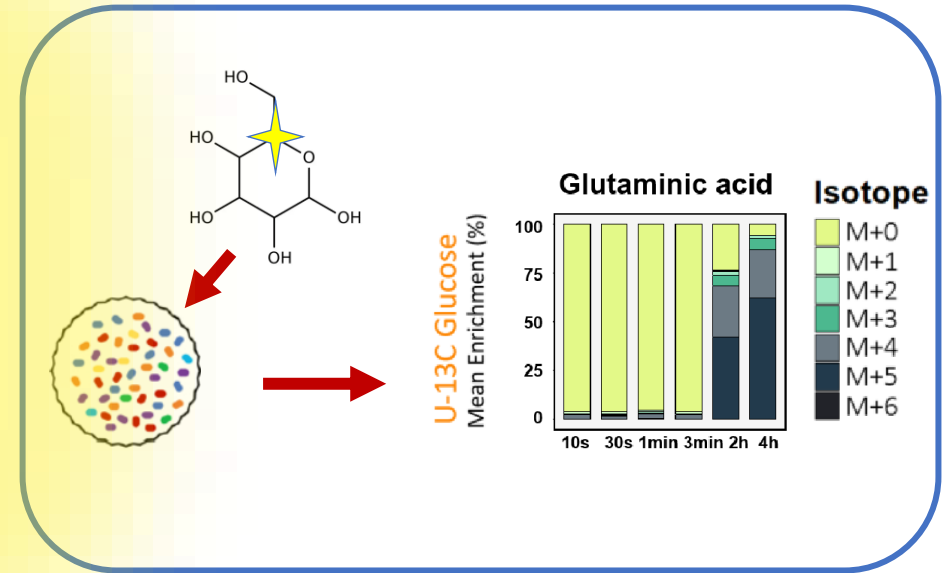 HO
HO
O
HO
OH
OH
Glutaminic acid
U-13C Glucose
Mean Enrichment (%)
100
75
50
25
0
10s 30s 1min 3min 2h 4h
Isotope
M+0
M+1
M+2
M+3
M+4
M+5
M+6